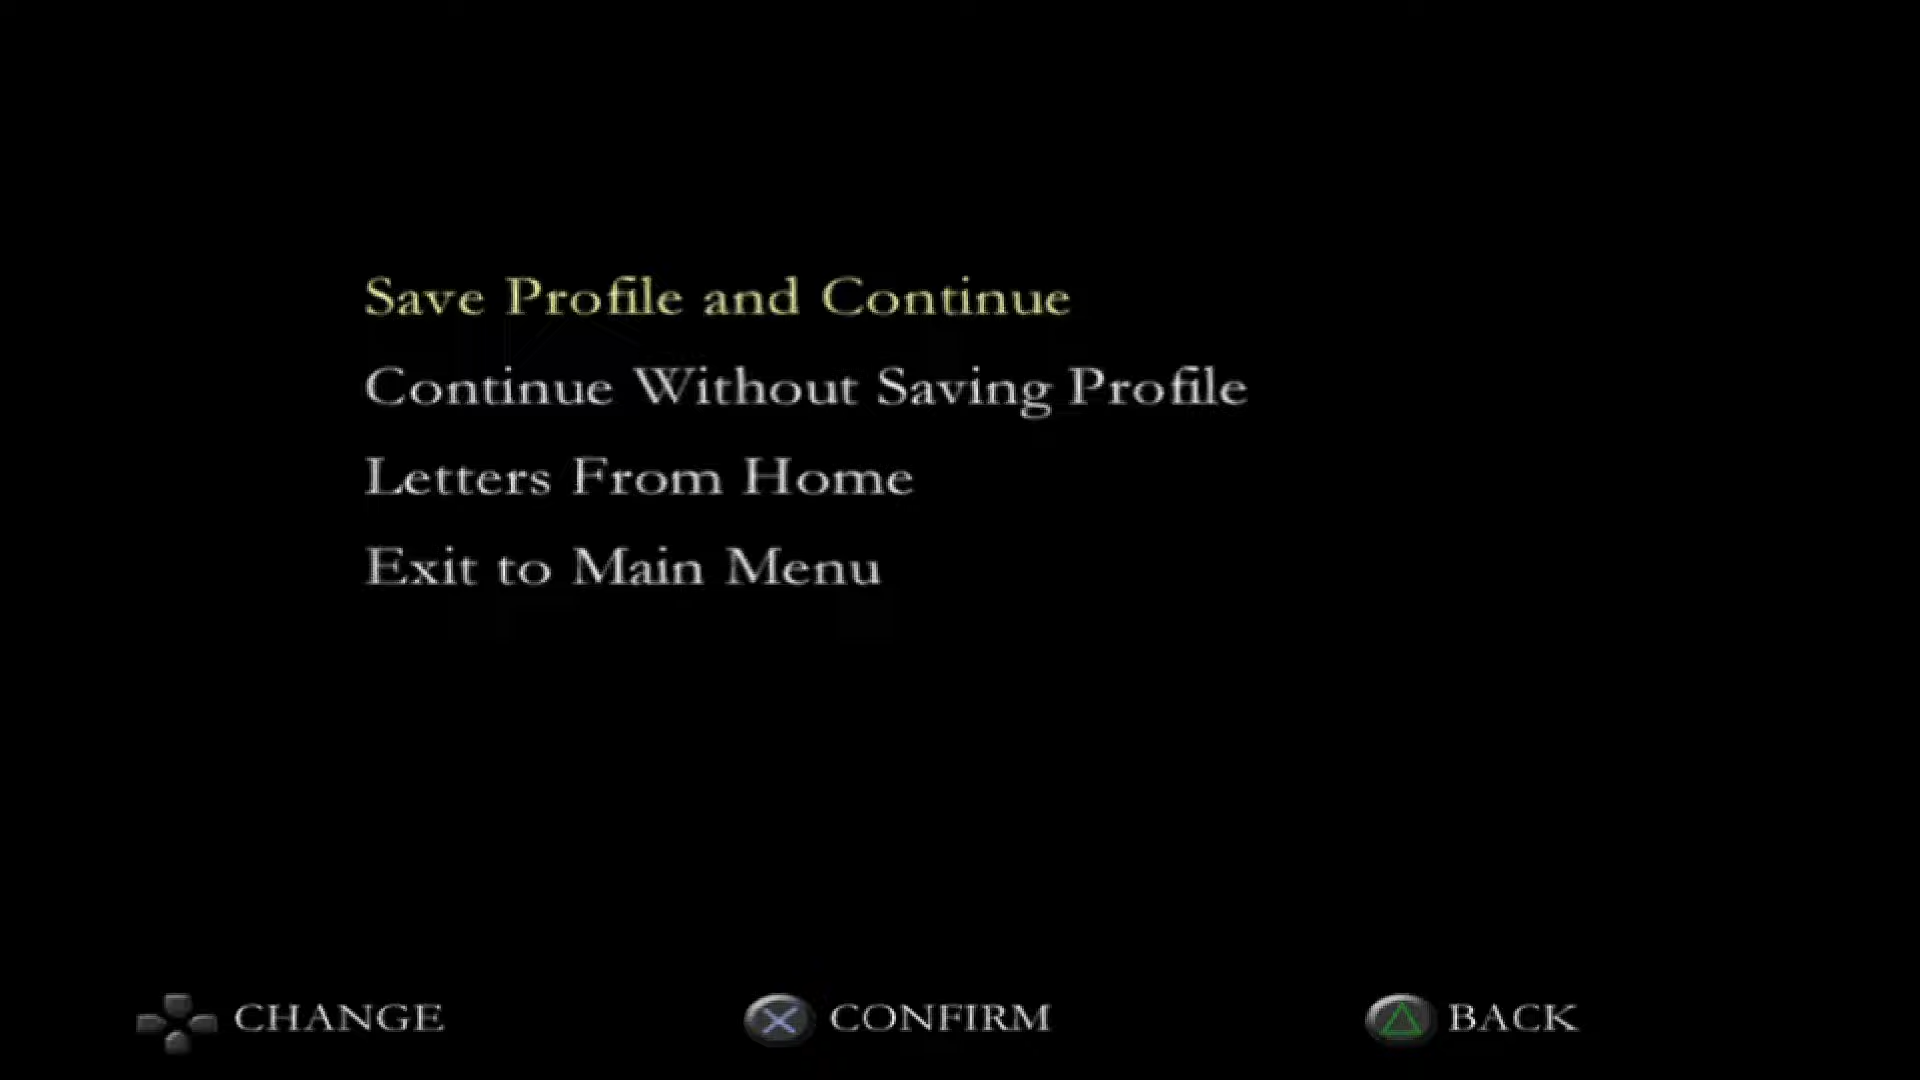 Save Profile and Continue
Continue Without Saving Profile
Letters From Home
Exit to Main Menu
CHANGE CONFIRM BACK